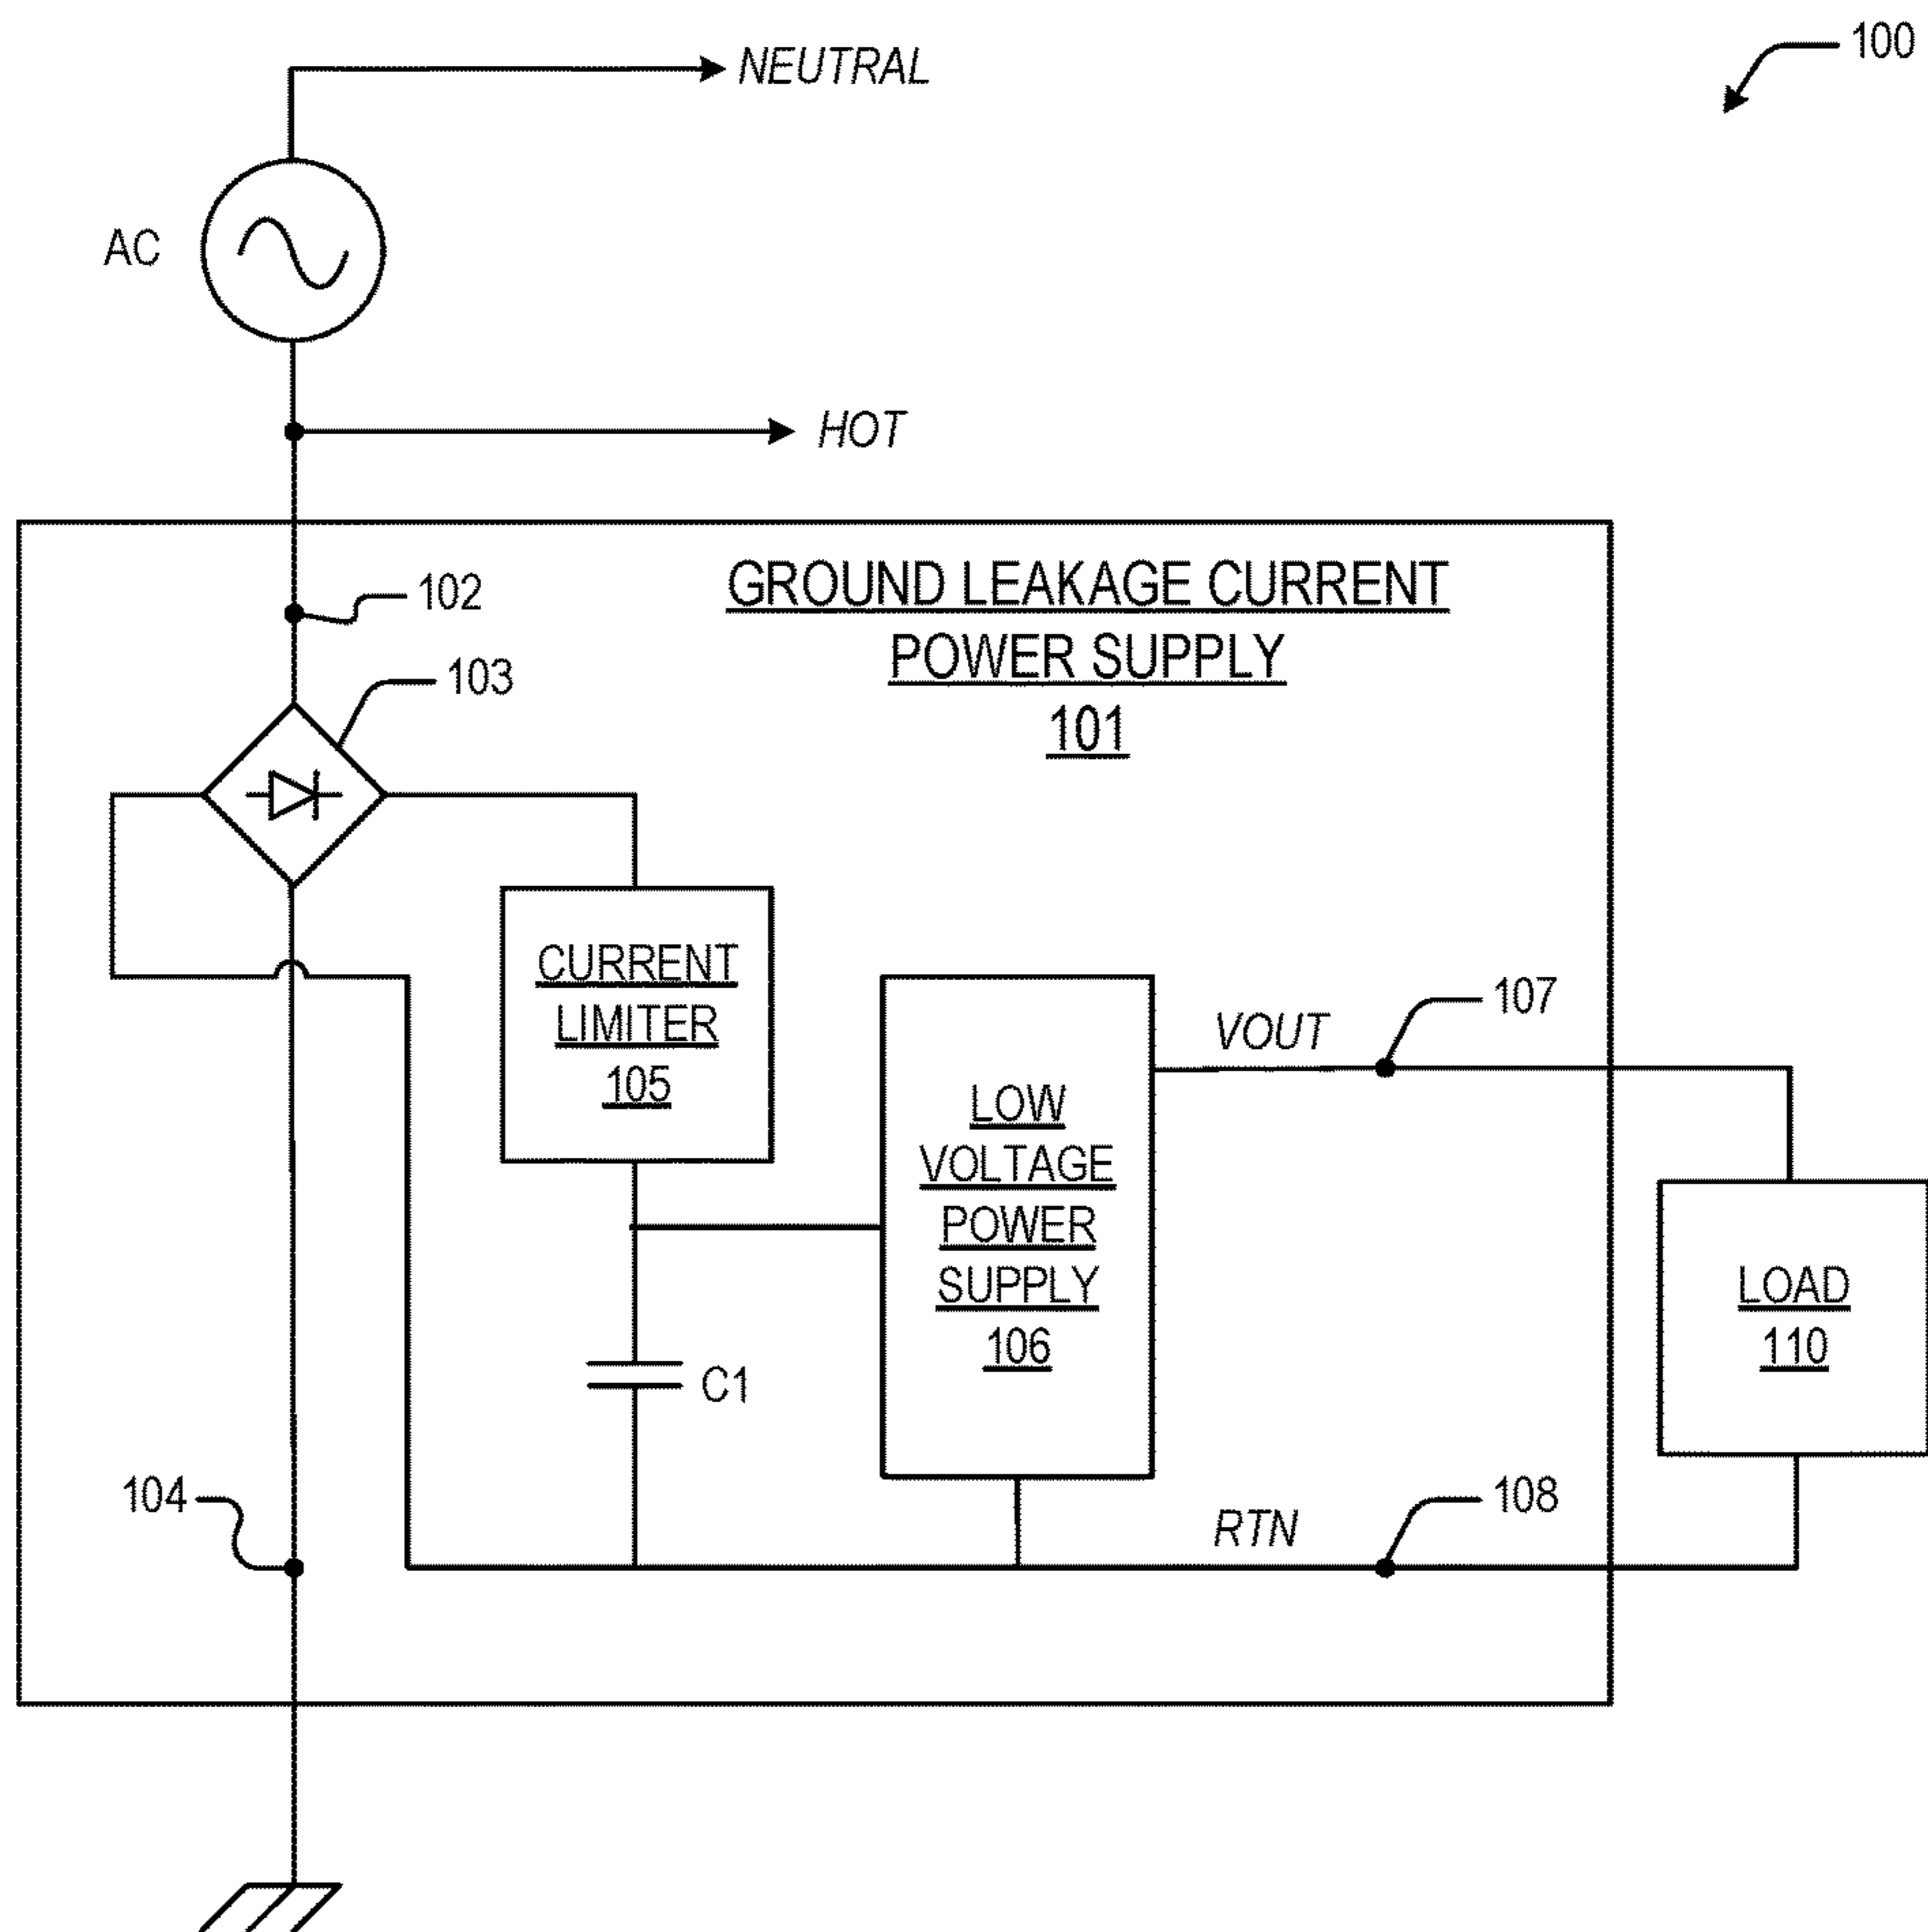 100
NEUTRAL
AC
HOT
GROUND LEAKAGE CURRENT
POWER SUPPLY
101
102
103
CURRENT
LIMITER
105
107
VOUT
LOW
VOLTAGE
POWER
SUPPLY
106
LOAD
110
C1
104
108
RTN